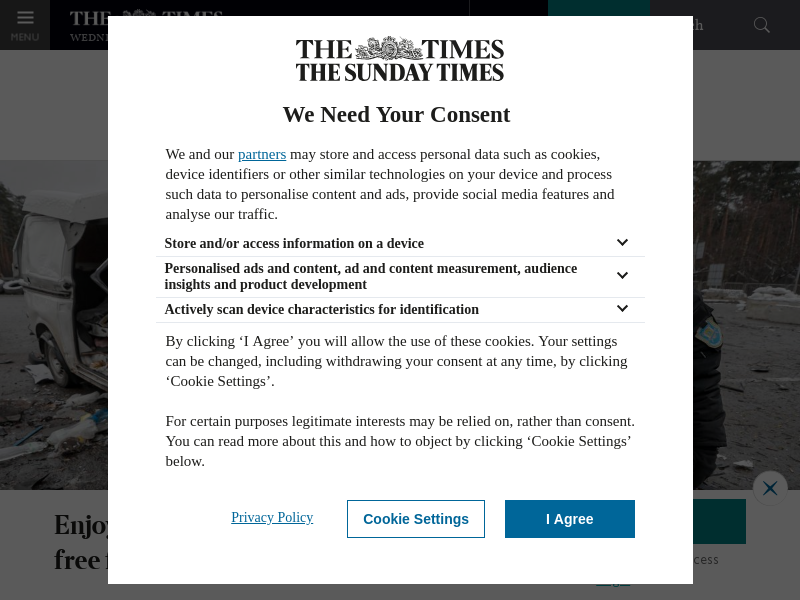 MENU
THE TIMES
THE TIMES
THE SUNDAY TIMES
We Need Your Consent
We and our partners may store and access personal data such as cookies,
device identifiers or other similar technologies on your device and process
such data to personalise content and ads, provide social media features and
analyse our traffic.
Store and/or access information on a device
Personalised ads and content, ad and content measurement, audience
insights and product development
Actively scan device characteristics for identification
By clicking ‘I Agree’ you will allow the use of these cookies. Your settings
can be changed, including withdrawing your consent at any time, by clicking
‘Cookie Settings’.
For certain purposes legitimate interests may be relied on, rather than consent.
You can read more about this and how to object by clicking ‘Cookie Settings’
below.
Privacy Policy
Cookie Settings
I Agree
free